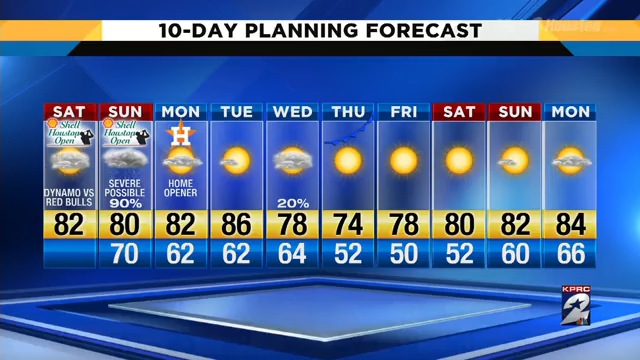 10-DAY PLANNING FORECAST
SAT SUN MON TUE WED THU FRI SAT SUN MON
Shell Houston Open
Shell Houston Open
H
DYNAMO VS RED BULLS
SEVERE POSSIBLE 90%
HOME OPENER
20%
82 80 82 86 78 74 78 80 82 84
70 62 62 64 52 50 52 60 66
KPRC
2